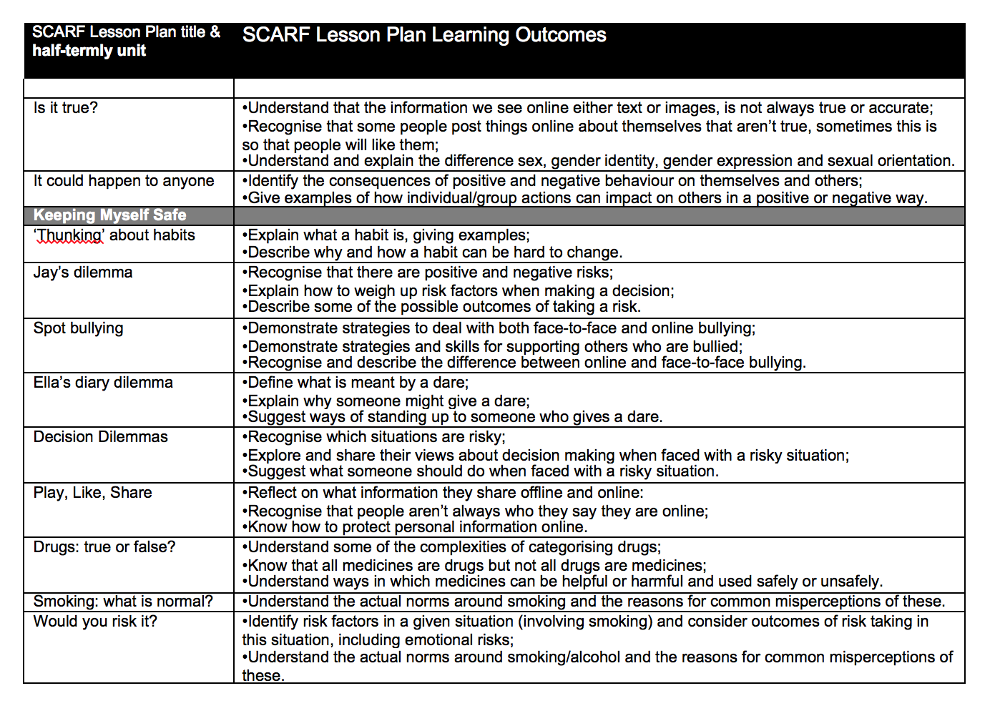 SCARF Lesson Plan title &
half-termly unit
SCARF Lesson Plan Learning Outcomes
Is it true?
•Understand that the information we see online either text or images, is not always true or accurate;
•Recognise that some people post things online about themselves that aren’t true, sometimes this is
so that people will like them;
•Understand and explain the difference sex, gender identity, gender expression and sexual orientation.
It could happen to anyone
•Identify the consequences of positive and negative behaviour on themselves and others;
•Give examples of how individual/group actions can impact on others in a positive or negative way.
Keeping Myself Safe
‘Thunking’ about habits
•Explain what a habit is, giving examples;
•Describe why and how a habit can be hard to change.
Jay’s dilemma
•Recognise that there are positive and negative risks;
•Explain how to weigh up risk factors when making a decision;
•Describe some of the possible outcomes of taking a risk.
Spot bullying
•Demonstrate strategies to deal with both face-to-face and online bullying;
•Demonstrate strategies and skills for supporting others who are bullied;
•Recognise and describe the difference between online and face-to-face bullying.
Ella’s diary dilemma
•Define what is meant by a dare;
•Explain why someone might give a dare;
•Suggest ways of standing up to someone who gives a dare.
Decision Dilemmas
•Recognise which situations are risky;
•Explore and share their views about decision making when faced with a risky situation;
•Suggest what someone should do when faced with a risky situation.
Play, Like, Share
•Reflect on what information they share offline and online:
•Recognise that people aren’t always who they say they are online;
•Know how to protect personal information online.
Drugs: true or false?
•Understand some of the complexities of categorising drugs;
•Know that all medicines are drugs but not all drugs are medicines;
•Understand ways in which medicines can be helpful or harmful and used safely or unsafely.
Smoking: what is normal?
•Understand the actual norms around smoking and the reasons for common misperceptions of these.
Would you risk it?
•Identify risk factors in a given situation (involving smoking) and consider outcomes of risk taking in
this situation, including emotional risks;
•Understand the actual norms around smoking/alcohol and the reasons for common misperceptions of
these.